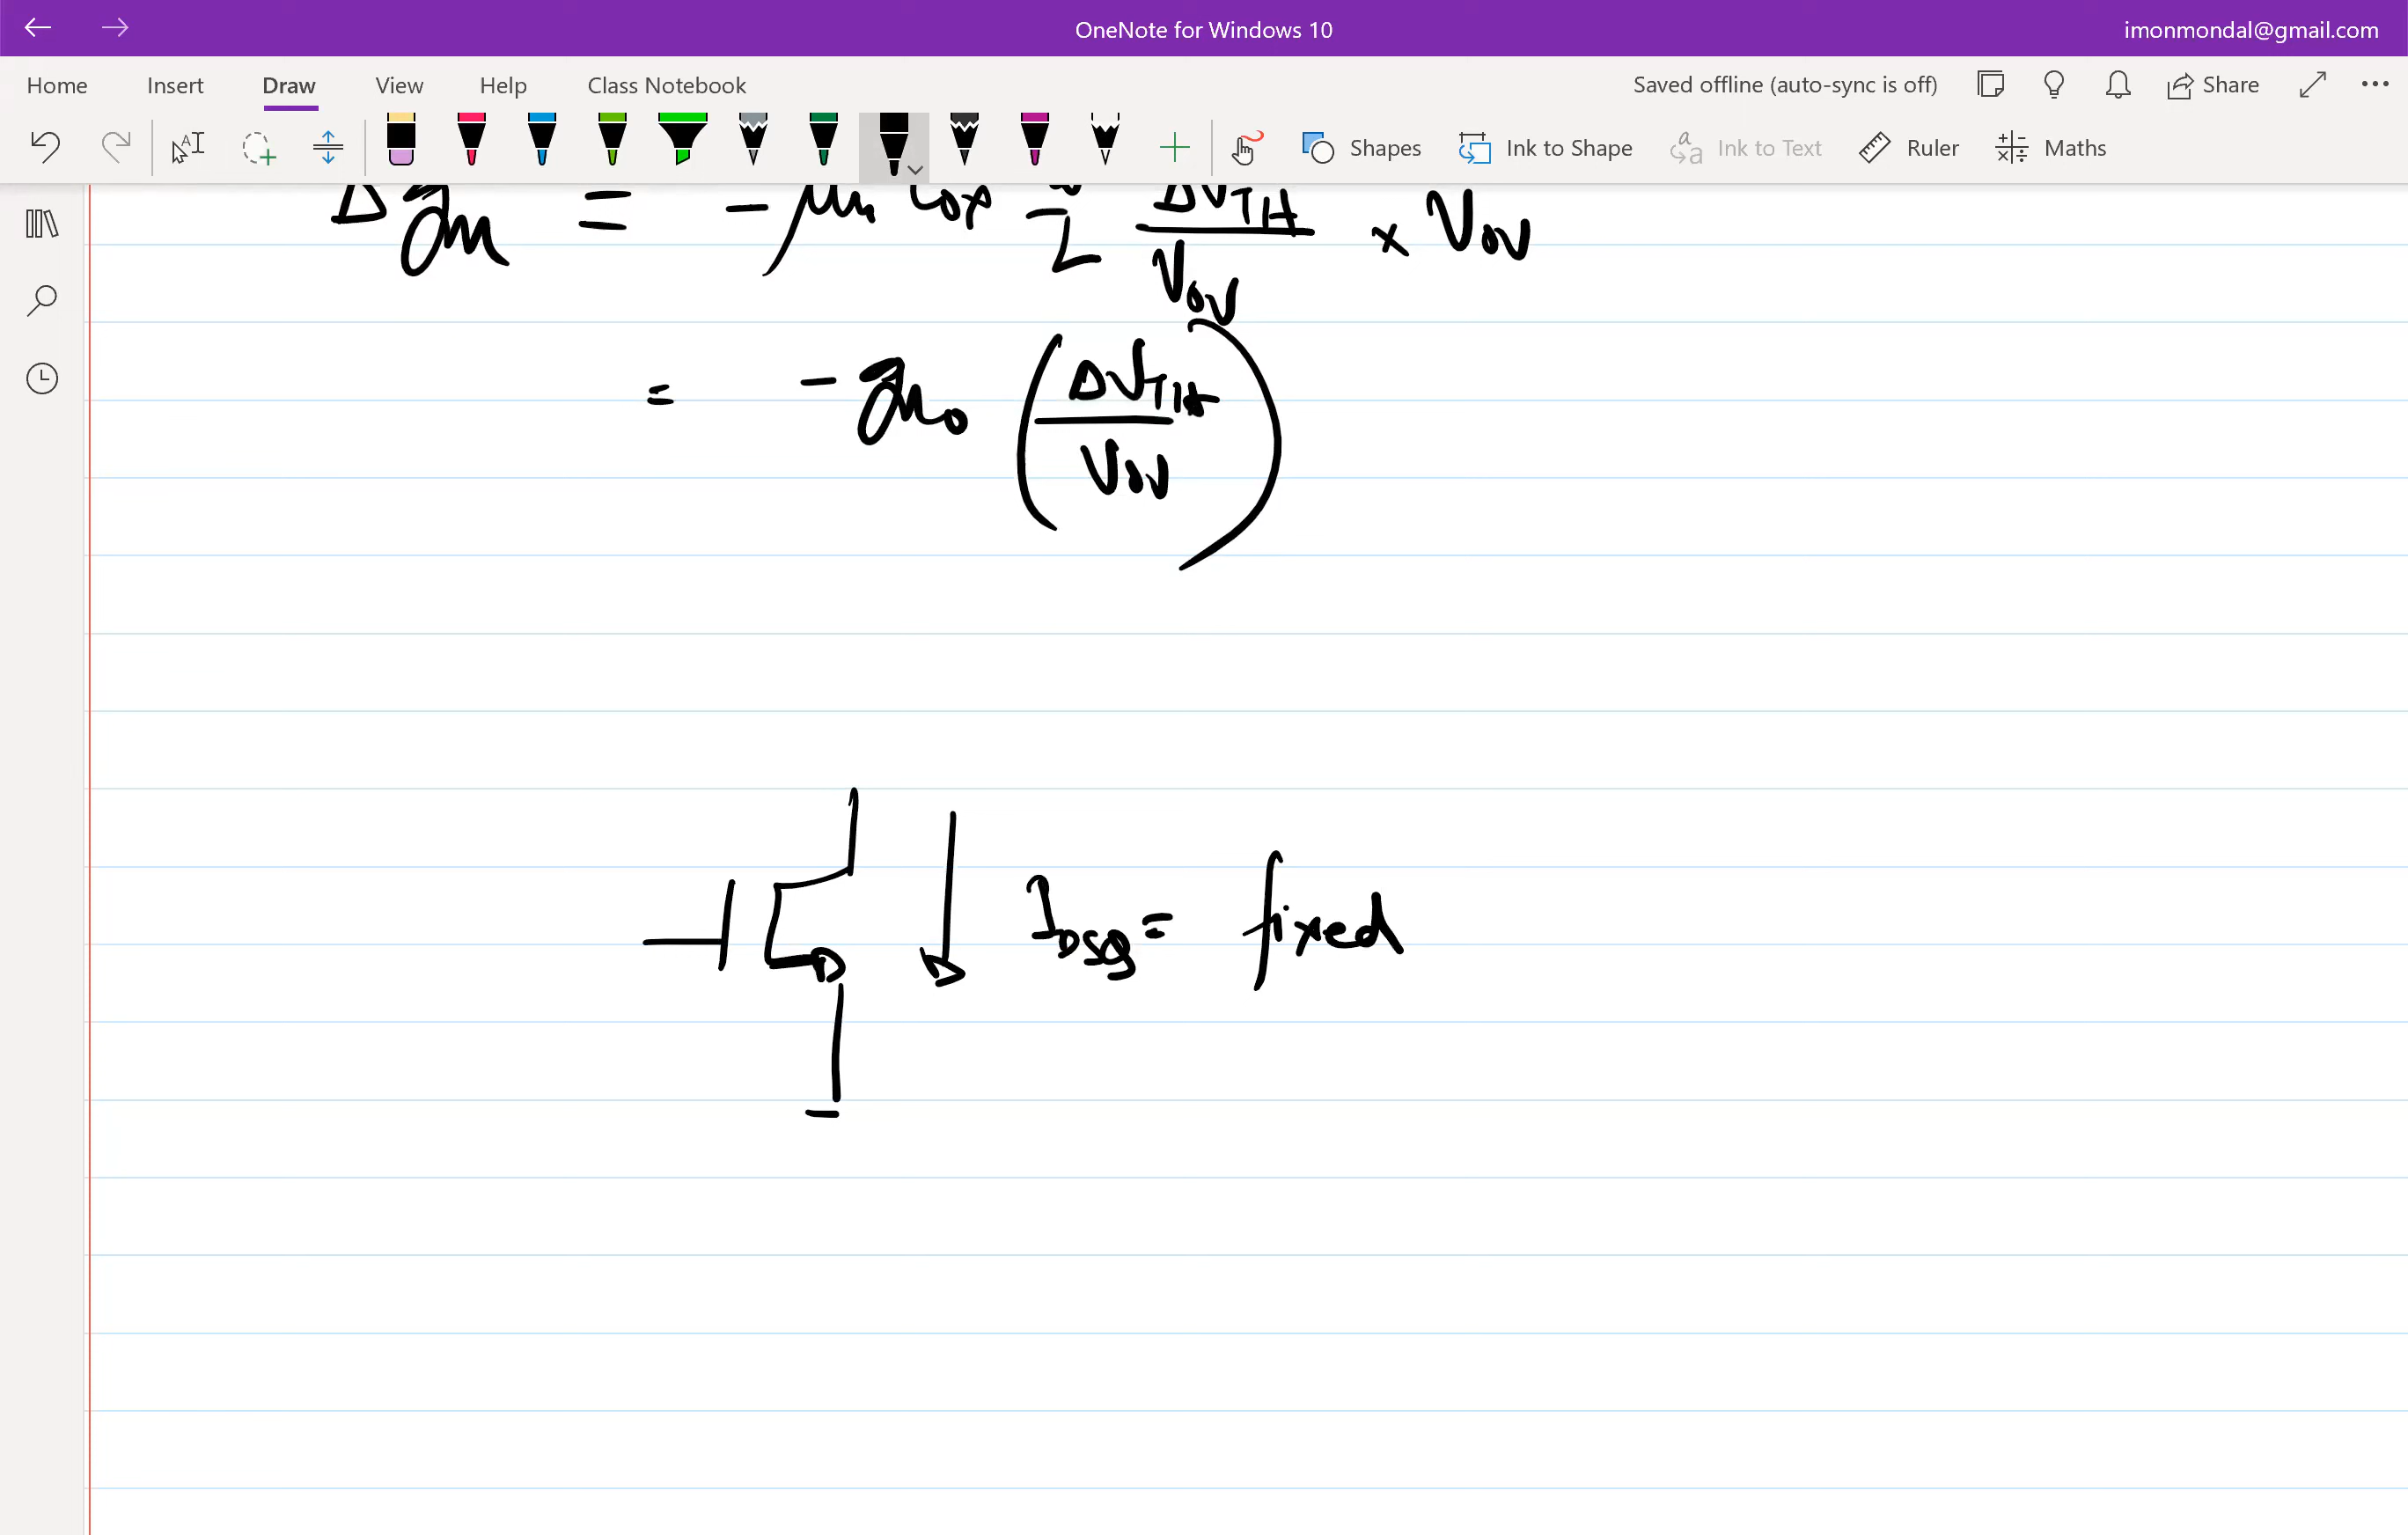 OneNote for Windows 10 imonmondal@gmail.com
Home Insert Draw View Help Class Notebook Saved offline (auto-sync is off) Share
Shapes Ink to Shape Ink to Text Ruler Maths
Δgm = - μn Cox W/L ΔVTH/VOV × VOV
= - gm0 (ΔVTH/VOV)
IDSQ = fixed